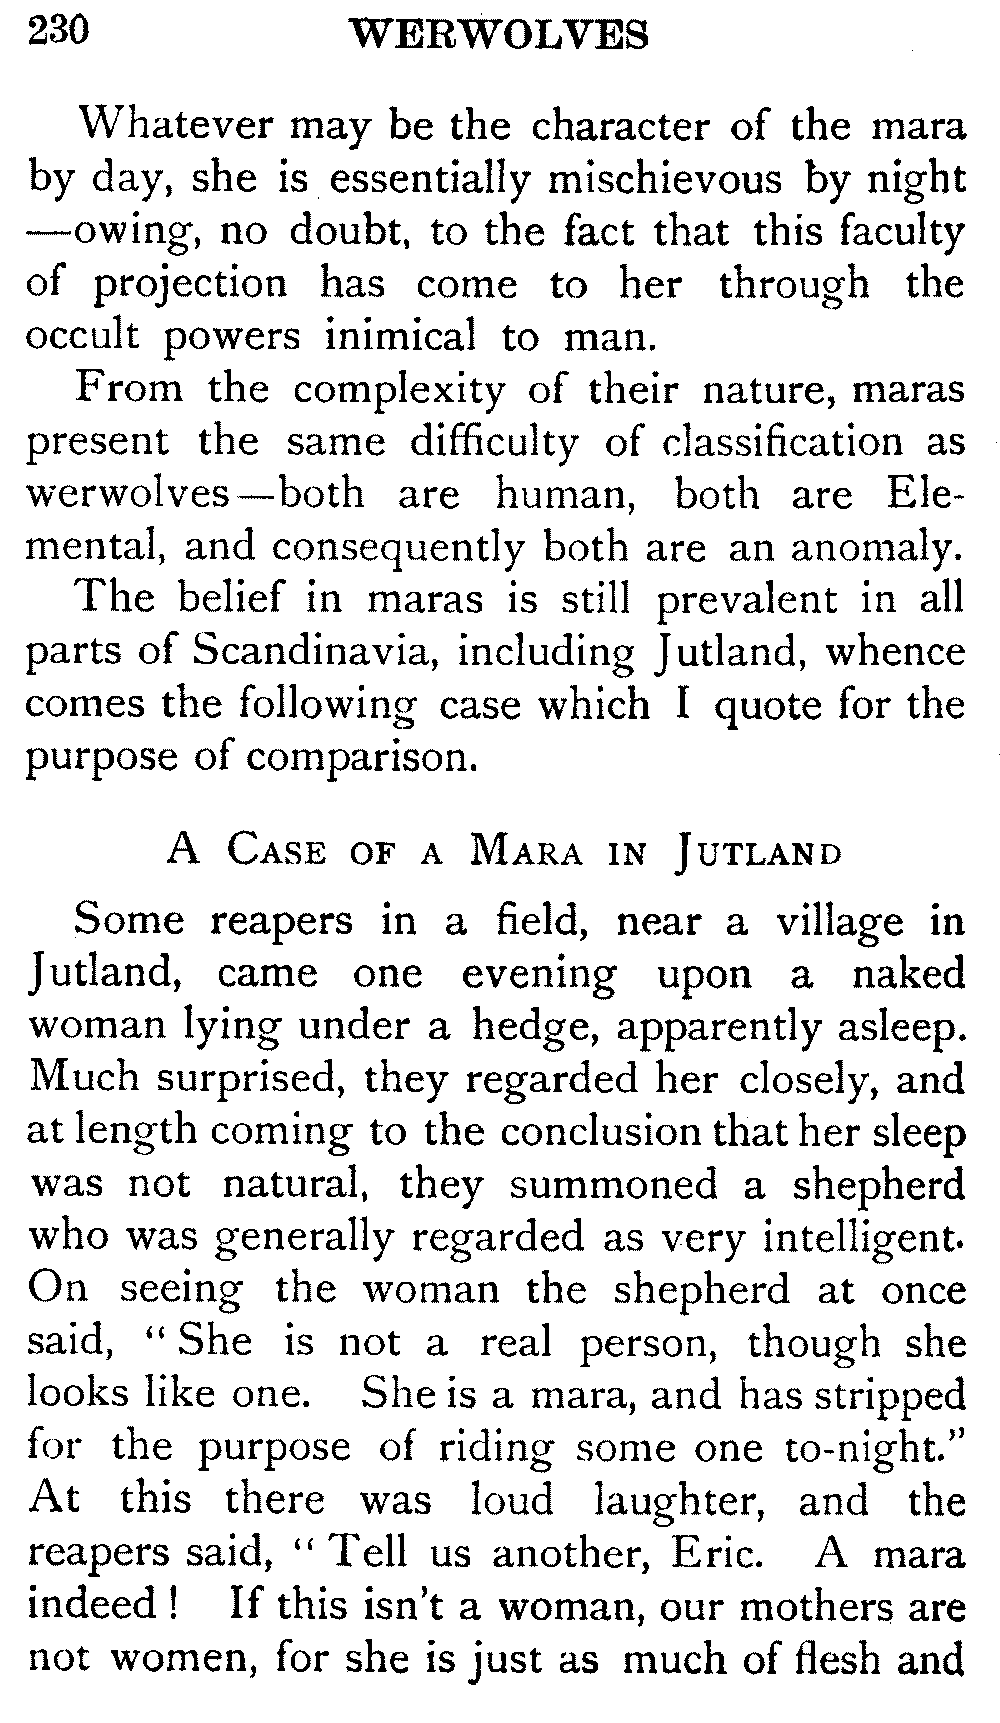 230 WERWOLVES
Whatever may be the character of the mara
by day, she is essentially mischievous by night
—owing, no doubt, to the fact that this faculty
of projection has come to her through the
occult powers inimical to man.
From the complexity of their nature, maras
present the same difficulty of classification as
werwolves—both are human, both are Ele-
mental, and consequently both are an anomaly.
The belief in maras is still prevalent in all
parts of Scandinavia, including Jutland, whence
comes the following case which I quote for the
purpose of comparison.
A Case of a Mara in Jutland
Some reapers in a field, near a village in
Jutland, came one evening upon a naked
woman lying under a hedge, apparently asleep.
Much surprised, they regarded her closely, and
at length coming to the conclusion that her sleep
was not natural, they summoned a shepherd
who was generally regarded as very intelligent.
On seeing the woman the shepherd at once
said, "She is not a real person, though she
looks like one. She is a mara, and has stripped
for the purpose of riding some one to-night."
At this there was loud laughter, and the
reapers said, "Tell us another, Eric. A mara
indeed! If this isn't a woman, our mothers are
not women, for she is just as much of flesh and